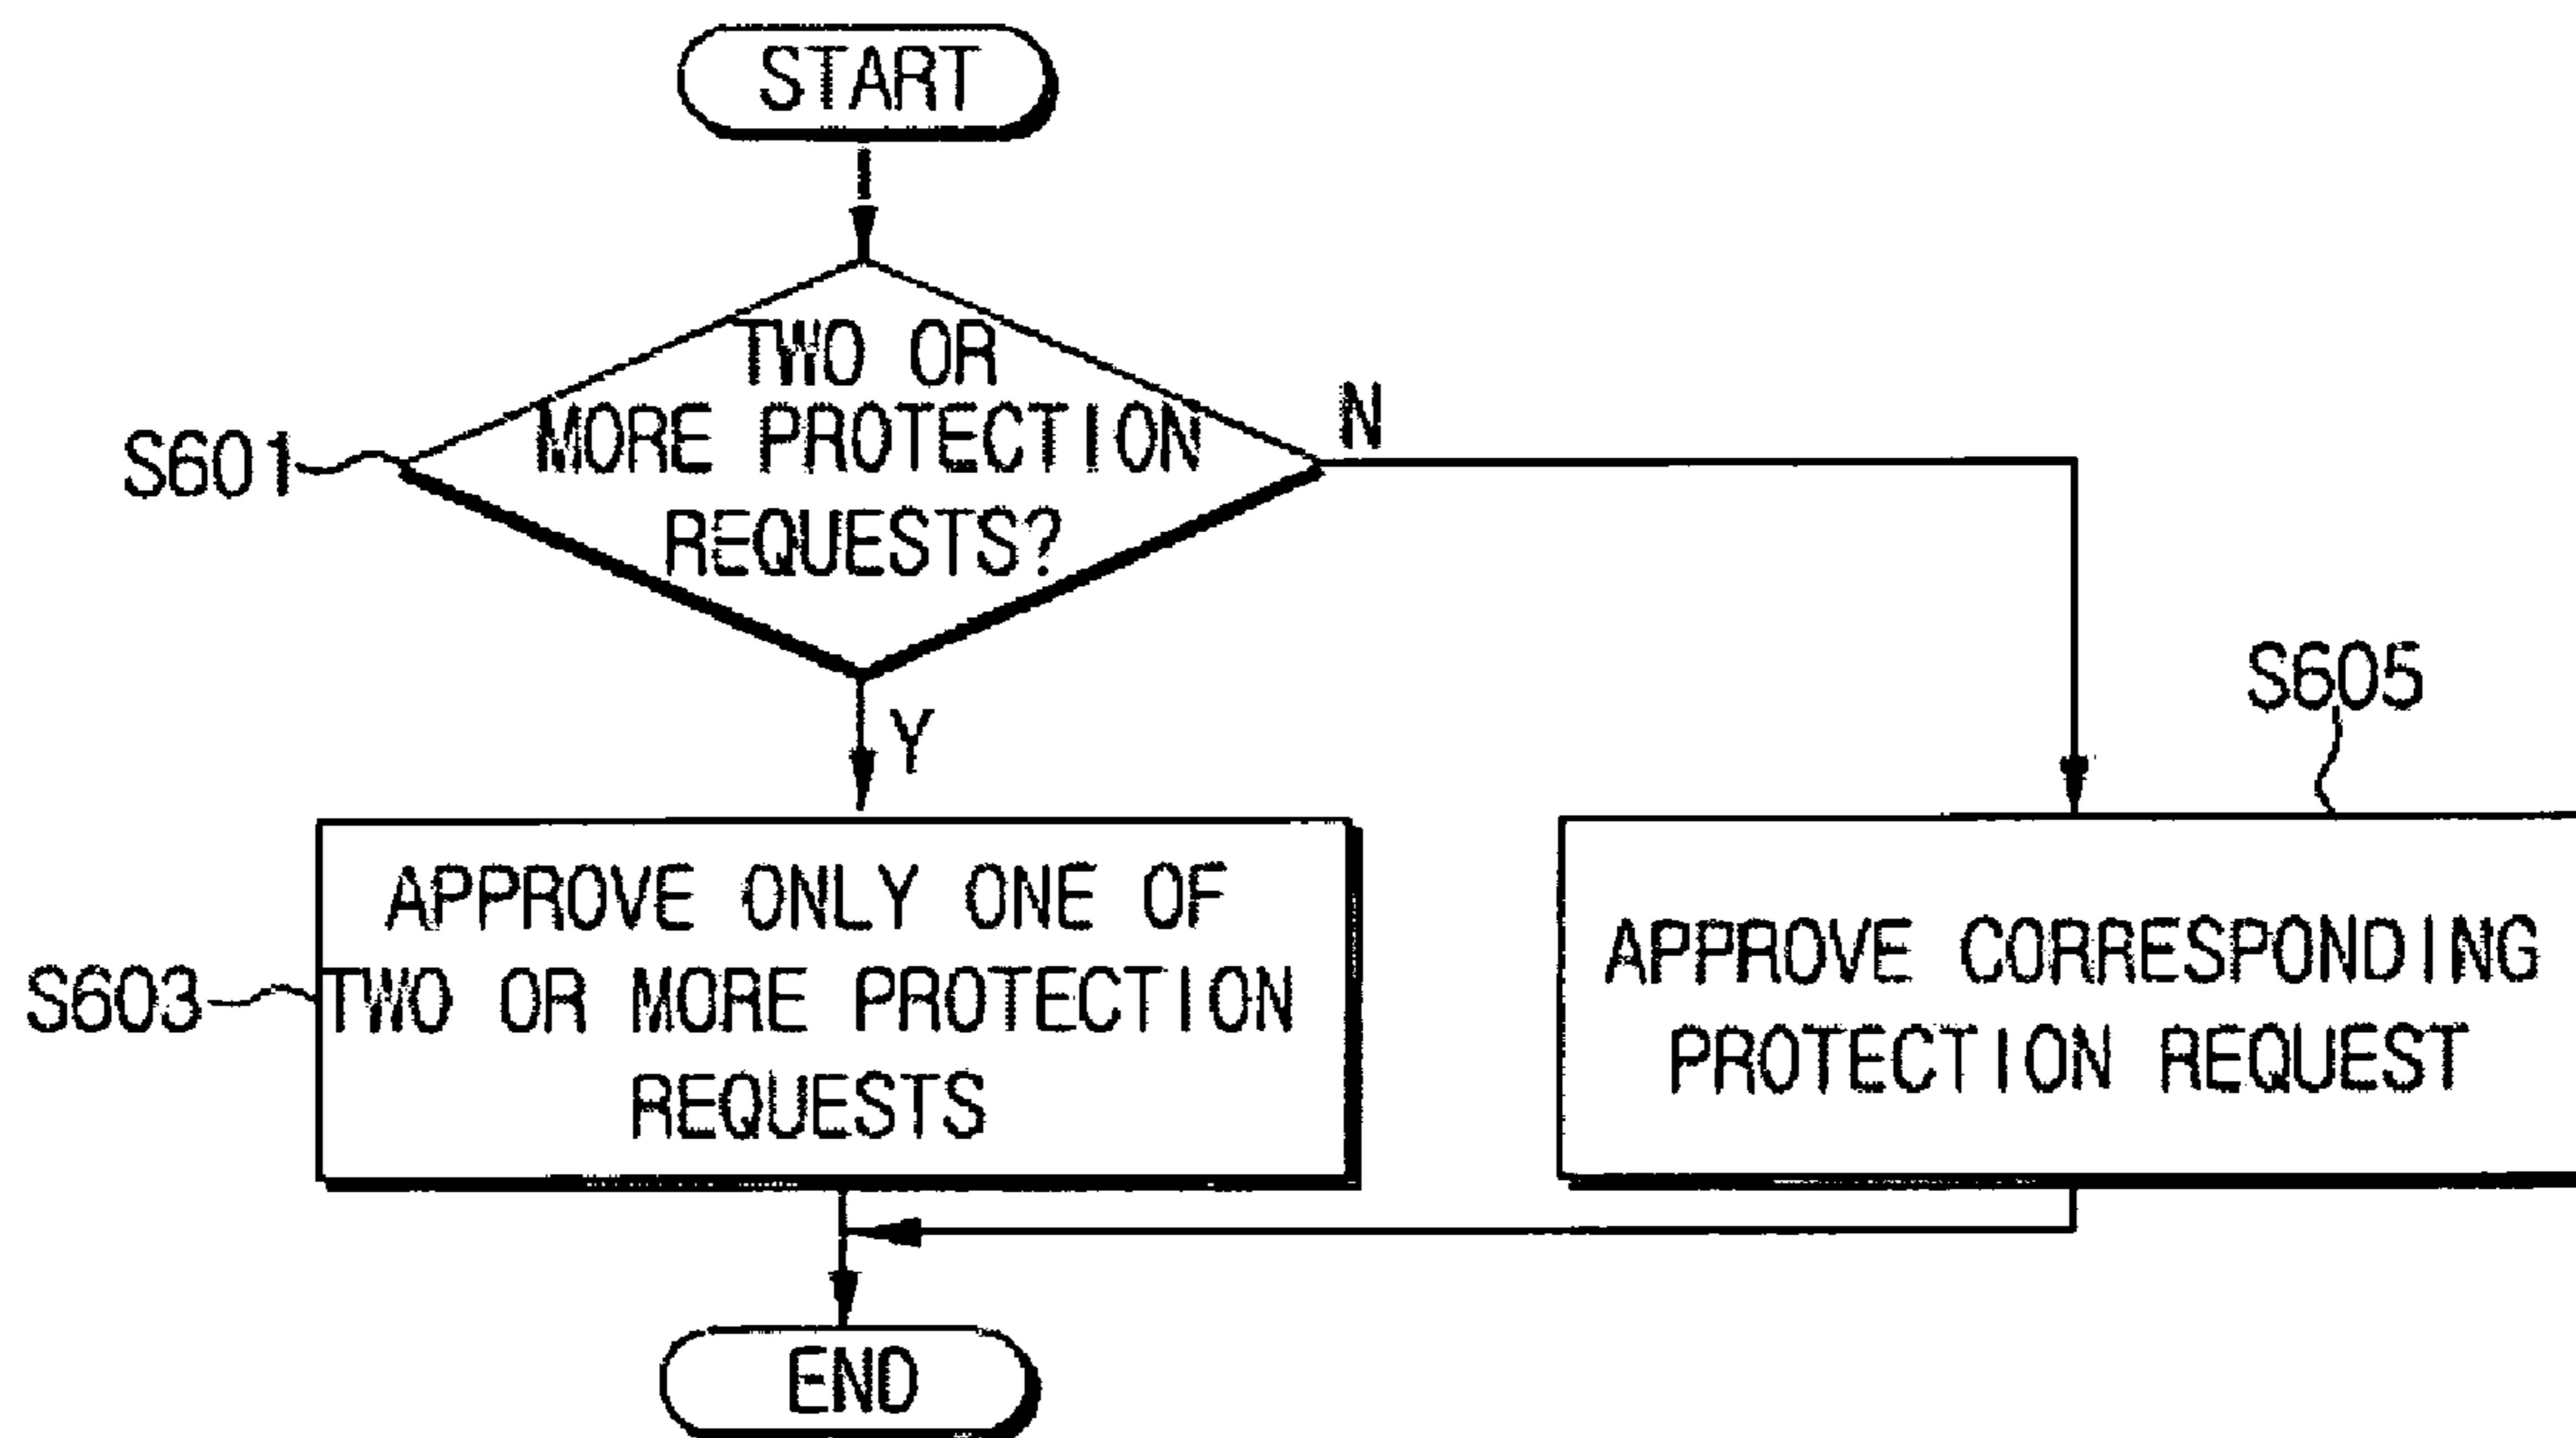 START
TWO OR
MORE PROTECTION
REQUESTS?
S601
N
Y
S605
APPROVE ONLY ONE OF
TWO OR MORE PROTECTION
REQUESTS
S603
APPROVE CORRESPONDING
PROTECTION REQUEST
END